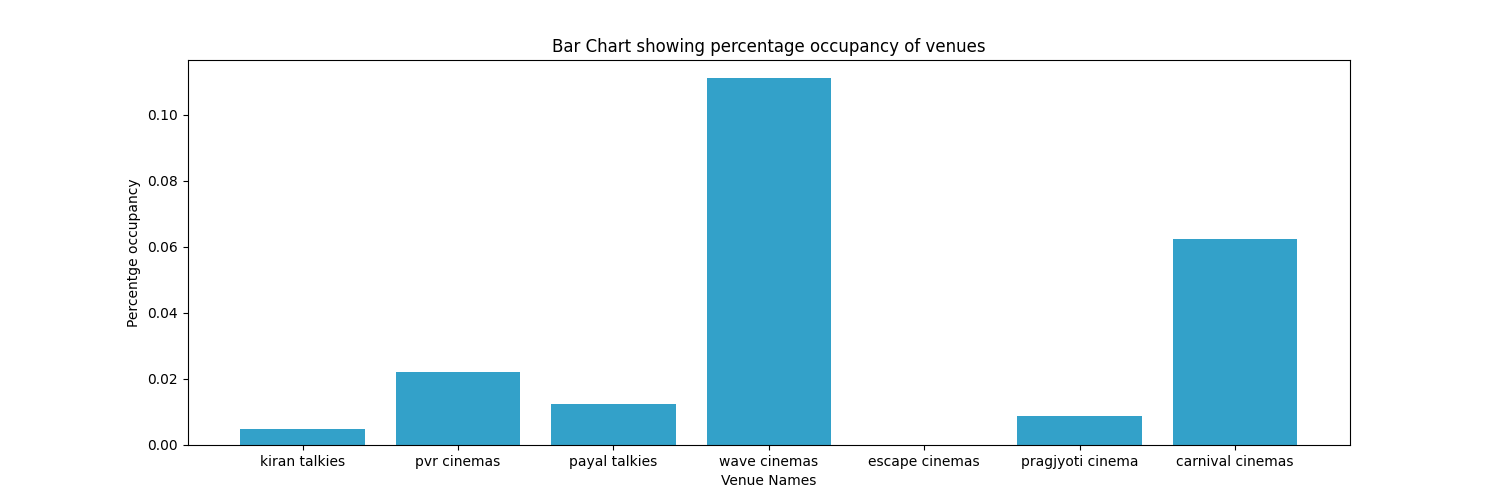 Bar Chart showing percentage occupancy of venues
Percentge occupancy
0.10
0.08
0.06
0.04
0.02
0.00
kiran talkies pvr cinemas payal talkies wave cinemas escape cinemas pragjyoti cinema carnival cinemas
Venue Names